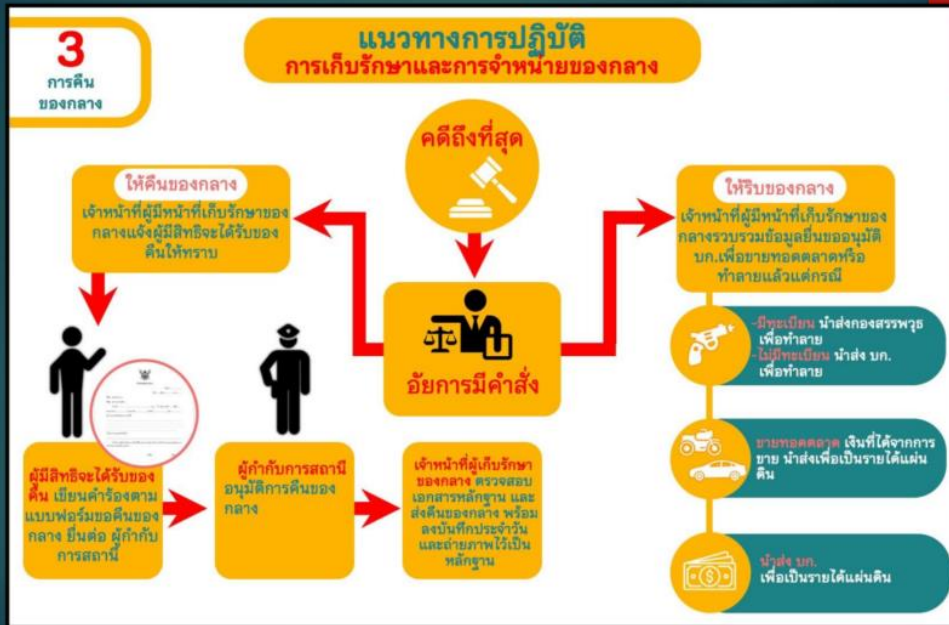 3
การคืน
ของกลาง
แนวทางการปฏิบัติ
การเก็บรักษาและการจำหน่ายของกลาง
คดีถึงที่สุด
ให้คืนของกลาง
เจ้าหน้าที่ผู้มีหน้าที่เก็บรักษาของ
กลางแจ้งผู้มีสิทธิจะได้รับของ
คืนให้ทราบ
ให้ริบของกลาง
เจ้าหน้าที่ผู้มีหน้าที่เก็บรักษาของ
กลางรวบรวมข้อมูลยื่นขออนุมัติ
บก.เพื่อขายทอดตลาดหรือ
ทำลายแล้วแต่กรณี
อัยการมีคำสั่ง
-มีทะเบียน นำส่งกองสรรพาวุธ
เพื่อทำลาย
-ไม่มีทะเบียน นำส่ง บก.
เพื่อทำลาย
ขายทอดตลาด เงินที่ได้จากการ
ขาย นำส่งเพื่อเป็นรายได้แผ่น
ดิน
นำส่ง บก.
เพื่อเป็นรายได้แผ่นดิน
ผู้มีสิทธิจะได้รับของ
คืน เขียนคำร้องตาม
แบบฟอร์มขอคืนของ
กลาง ยื่นต่อ ผู้กำกับ
การสถานี
ผู้กำกับการสถานี
อนุมัติการคืนของ
กลาง
เจ้าหน้าที่ผู้เก็บรักษา
ของกลาง ตรวจสอบ
เอกสารหลักฐาน และ
ส่งคืนของกลาง พร้อม
ลงบันทึกประจำวัน
และถ่ายภาพไว้เป็น
หลักฐาน